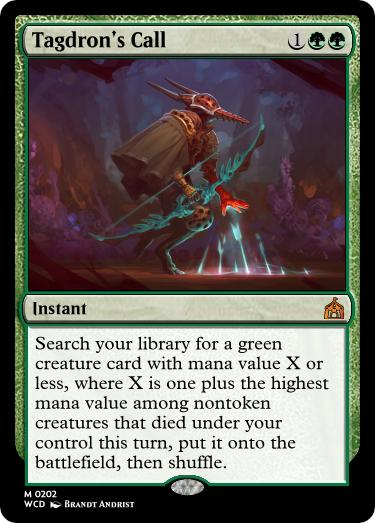 Tagdron's Call 1
Instant
Search your library for a green
creature card with mana value X or
less, where X is one plus the highest
mana value among nontoken
creatures that died under your
control this turn, put it onto the
battlefield, then shuffle.
M 0202
WCD Brandt Andrist